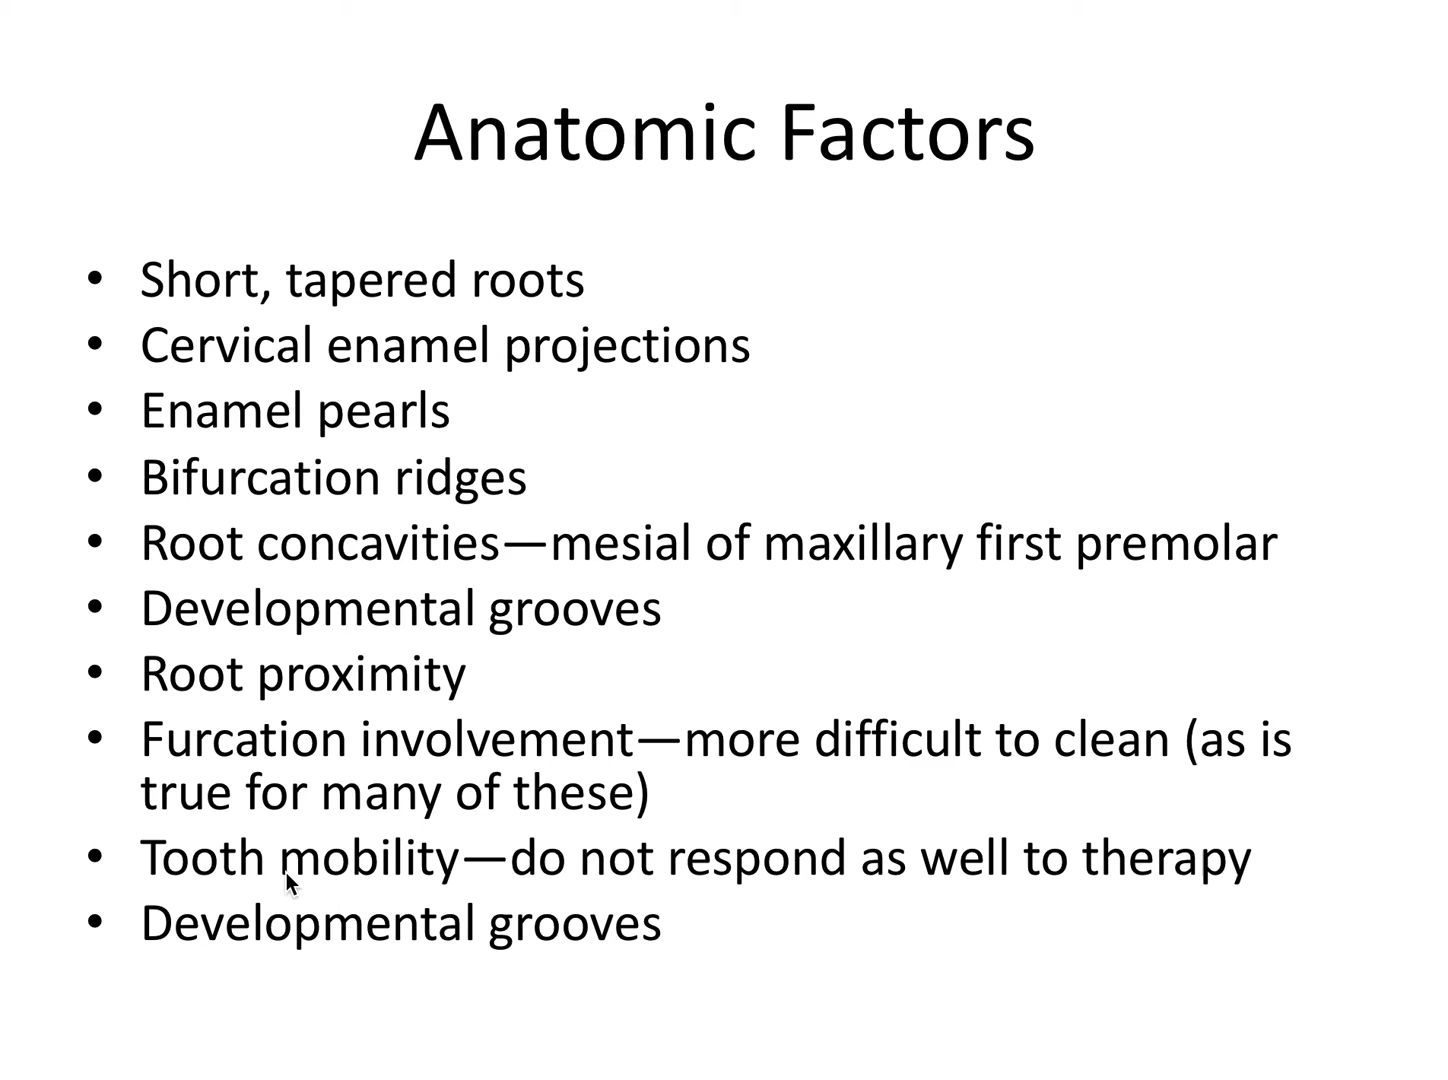 Anatomic Factors
• Short, tapered roots
• Cervical enamel projections
• Enamel pearls
• Bifurcation ridges
• Root concavities—mesial of maxillary first premolar
• Developmental grooves
• Root proximity
• Furcation involvement—more difficult to clean (as is
true for many of these)
• Tooth mobility—do not respond as well to therapy
• Developmental grooves